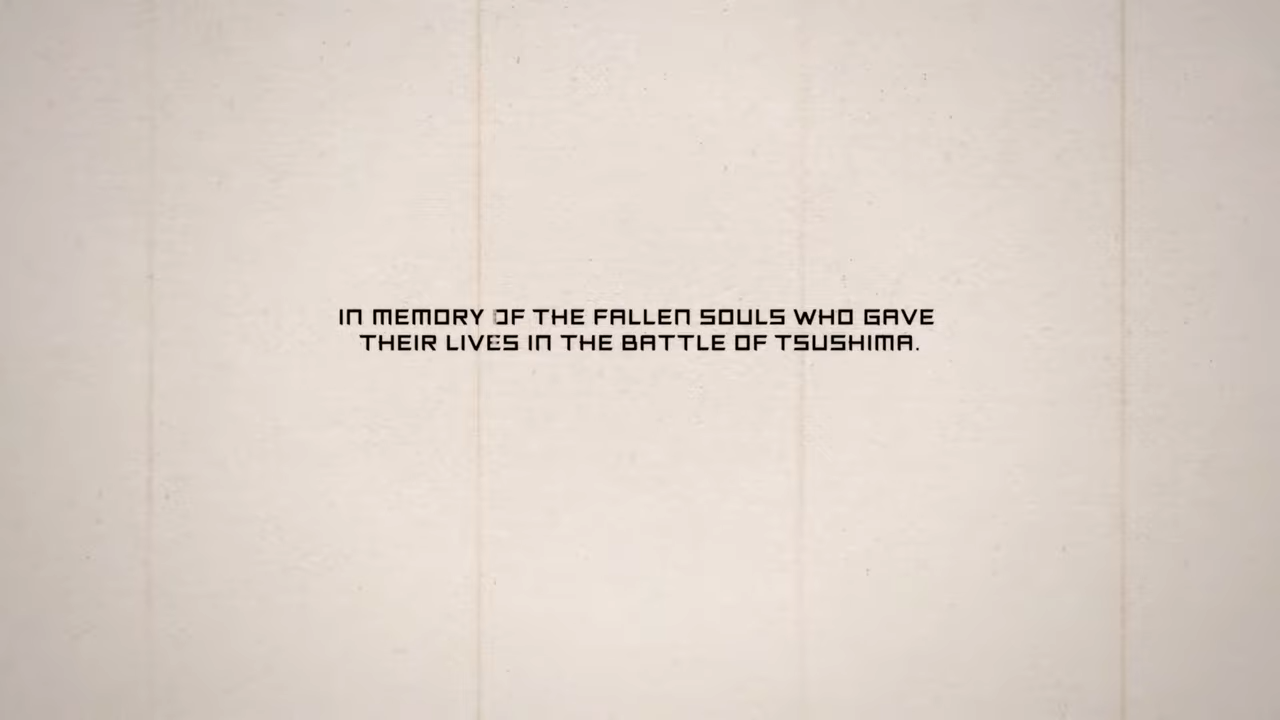 IN MEMORY OF THE FALLEN SOULS WHO GAVE
THEIR LIVES IN THE BATTLE OF TSUSHIMA.